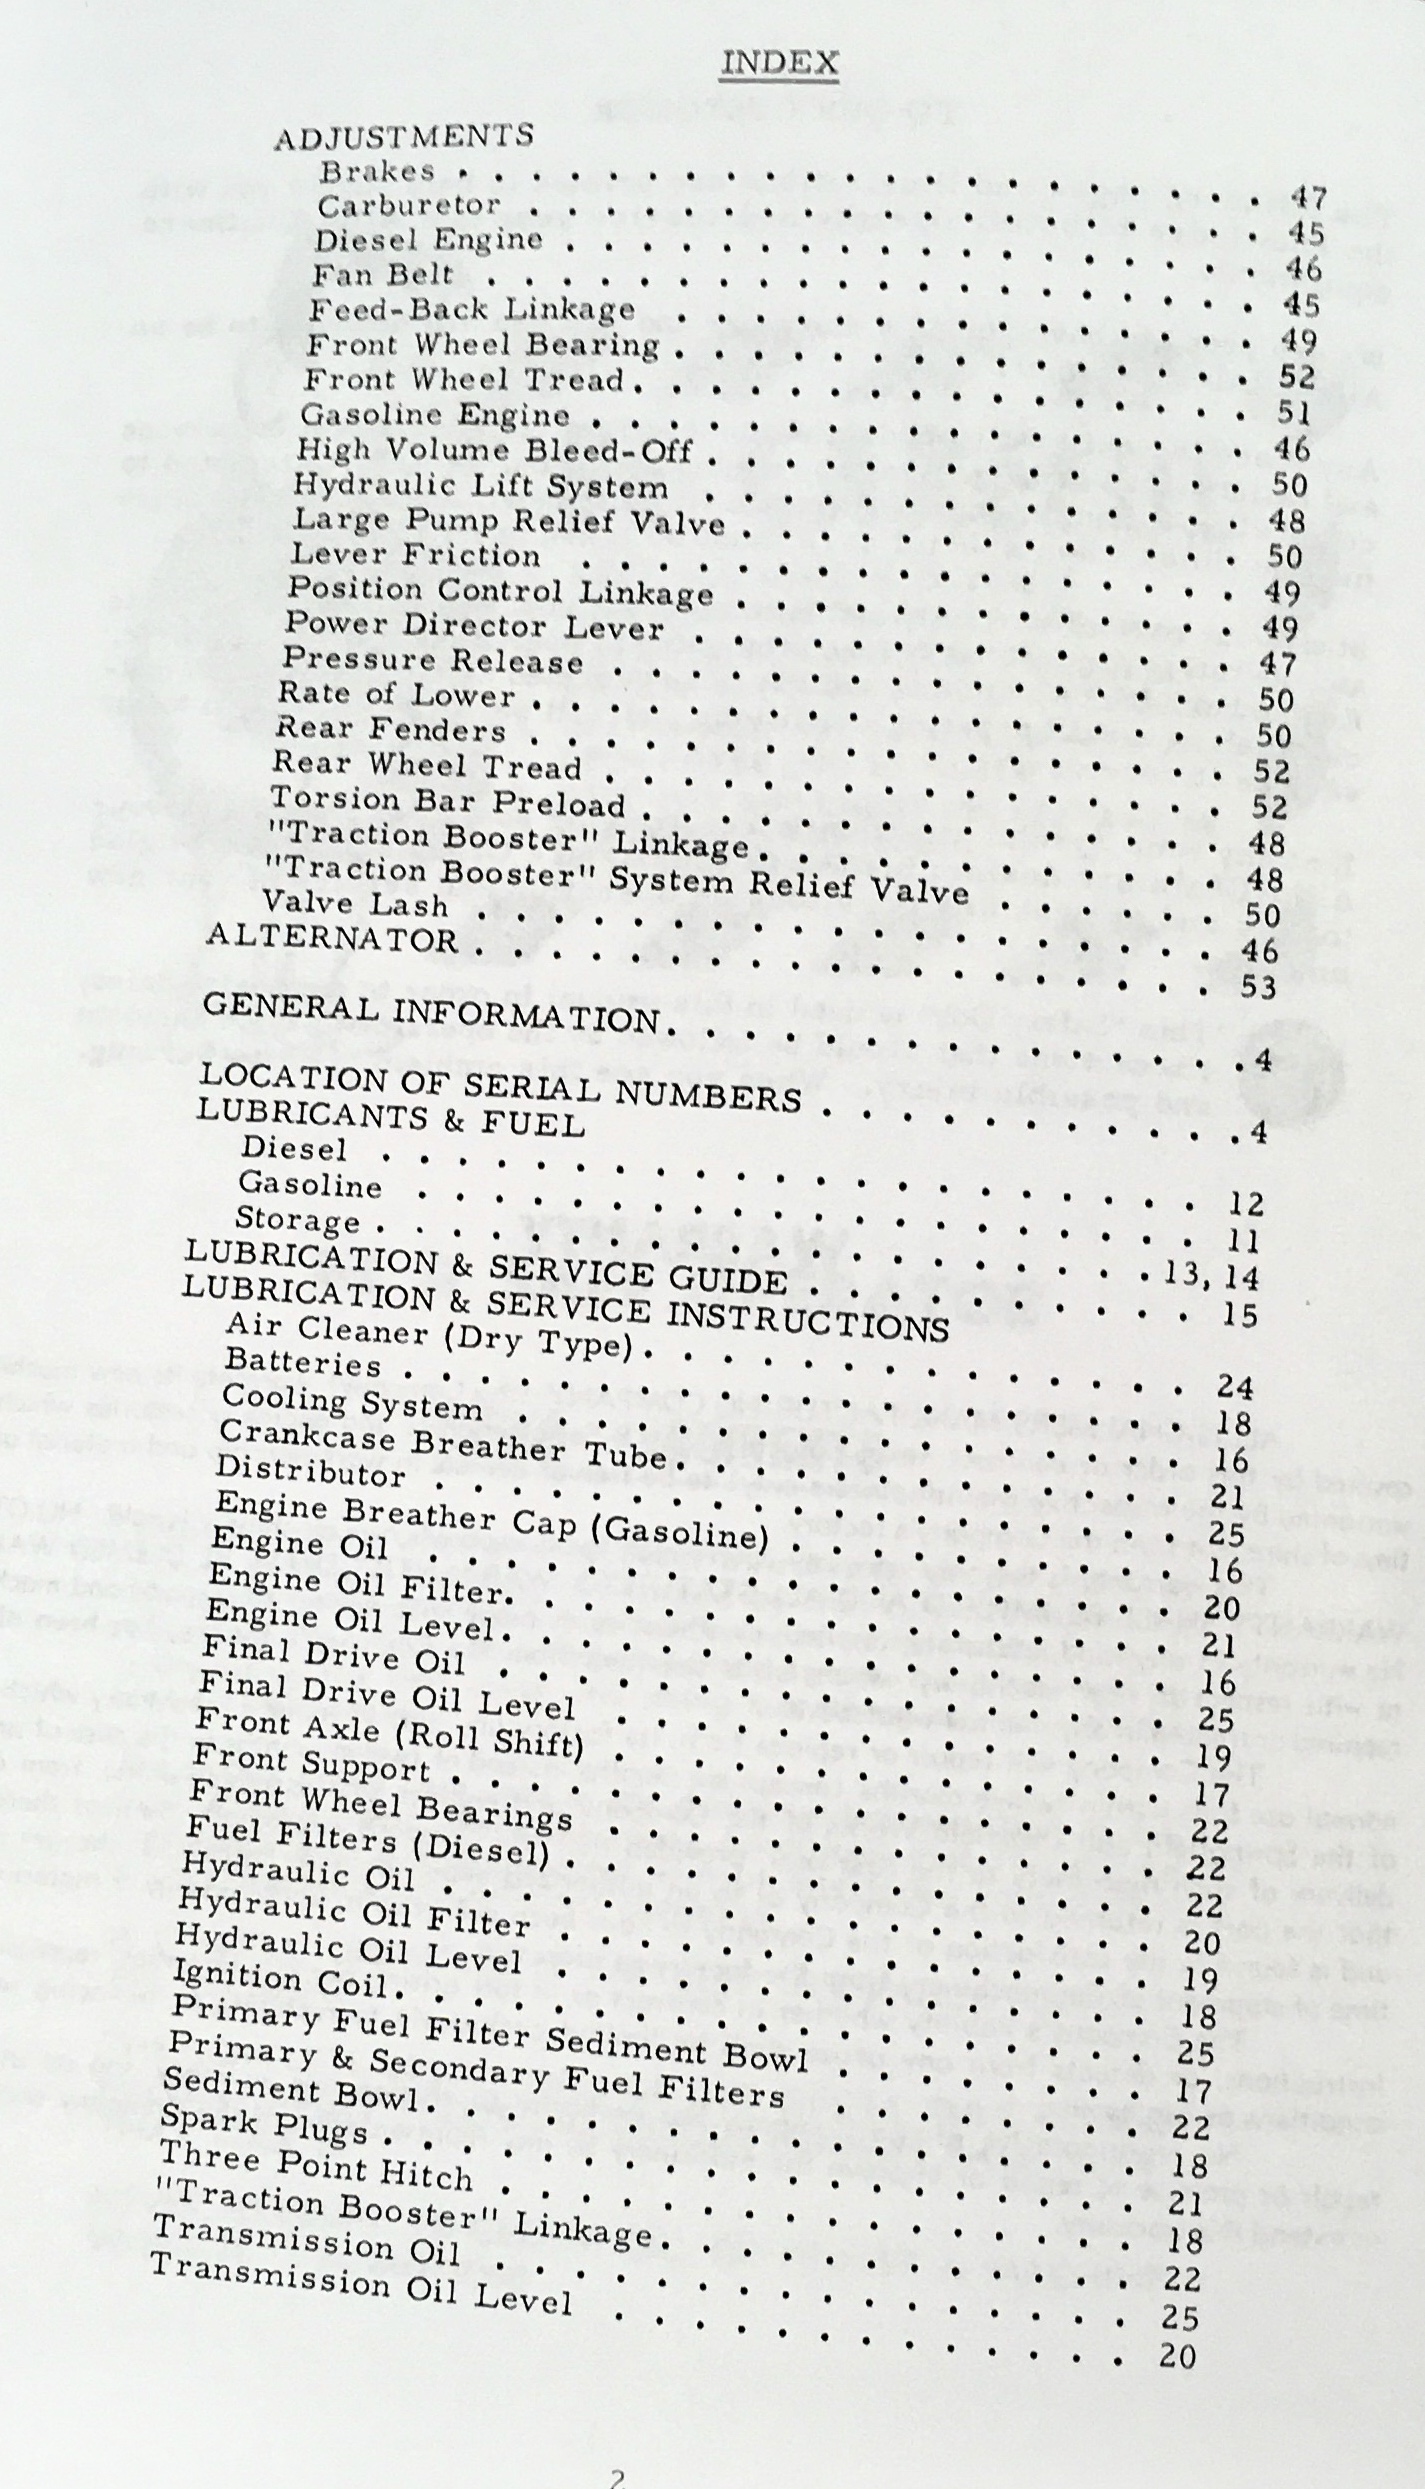 INDEX
ADJUSTMENTS
Brakes . . . . . . . . . . . . . . . . . . . . . 47
Carburetor . . . . . . . . . . . . . . . . . . . 45
Diesel Engine . . . . . . . . . . . . . . . . . . 46
Fan Belt . . . . . . . . . . . . . . . . . . . . 45
Feed-Back Linkage . . . . . . . . . . . . . . . 49
Front Wheel Bearing . . . . . . . . . . . . . . . 52
Front Wheel Tread . . . . . . . . . . . . . . . . 51
Gasoline Engine . . . . . . . . . . . . . . . . . 46
High Volume Bleed-Off . . . . . . . . . . . . . . 50
Hydraulic Lift System . . . . . . . . . . . . . . 48
Large Pump Relief Valve . . . . . . . . . . . . . 50
Lever Friction . . . . . . . . . . . . . . . . . 49
Position Control Linkage . . . . . . . . . . . . . 49
Power Director Lever . . . . . . . . . . . . . . 47
Pressure Release . . . . . . . . . . . . . . . . 50
Rate of Lower . . . . . . . . . . . . . . . . . . 50
Rear Fenders . . . . . . . . . . . . . . . . . . 52
Rear Wheel Tread . . . . . . . . . . . . . . . . 52
Torsion Bar Preload . . . . . . . . . . . . . . . 48
"Traction Booster" Linkage . . . . . . . . . . . . 48
"Traction Booster" System Relief Valve . . . . . . 50
Valve Lash . . . . . . . . . . . . . . . . . . . 46
ALTERNATOR . . . . . . . . . . . . . . . . . . . 53
GENERAL INFORMATION . . . . . . . . . . . . . . . 4
LOCATION OF SERIAL NUMBERS . . . . . . . . . . . 4
LUBRICANTS & FUEL
Diesel . . . . . . . . . . . . . . . . . . . . . 12
Gasoline . . . . . . . . . . . . . . . . . . . . 11
Storage . . . . . . . . . . . . . . . . . . . . 13, 14
LUBRICATION & SERVICE GUIDE . . . . . . . . . . 15
LUBRICATION & SERVICE INSTRUCTIONS
Air Cleaner (Dry Type) . . . . . . . . . . . . . . 24
Batteries . . . . . . . . . . . . . . . . . . . . 18
Cooling System . . . . . . . . . . . . . . . . . 16
Crankcase Breather Tube . . . . . . . . . . . . . 21
Distributor . . . . . . . . . . . . . . . . . . . 25
Engine Breather Cap (Gasoline) . . . . . . . . . . 16
Engine Oil . . . . . . . . . . . . . . . . . . . 20
Engine Oil Filter . . . . . . . . . . . . . . . . . 21
Engine Oil Level . . . . . . . . . . . . . . . . . 16
Final Drive Oil . . . . . . . . . . . . . . . . . 25
Final Drive Oil Level . . . . . . . . . . . . . . 19
Front Axle (Roll Shift) . . . . . . . . . . . . . . 17
Front Support . . . . . . . . . . . . . . . . . . 22
Front Wheel Bearings . . . . . . . . . . . . . . 22
Fuel Filters (Diesel) . . . . . . . . . . . . . . . 22
Hydraulic Oil . . . . . . . . . . . . . . . . . . 20
Hydraulic Oil Filter . . . . . . . . . . . . . . . 19
Hydraulic Oil Level . . . . . . . . . . . . . . . 18
Ignition Coil . . . . . . . . . . . . . . . . . . . 25
Primary Fuel Filter Sediment Bowl . . . . . . . . 17
Primary & Secondary Fuel Filters . . . . . . . . 22
Sediment Bowl . . . . . . . . . . . . . . . . . . 18
Spark Plugs . . . . . . . . . . . . . . . . . . . 21
Three Point Hitch . . . . . . . . . . . . . . . . 18
"Traction Booster" Linkage . . . . . . . . . . . . 22
Transmission Oil . . . . . . . . . . . . . . . . 25
Transmission Oil Level . . . . . . . . . . . . . 20
2